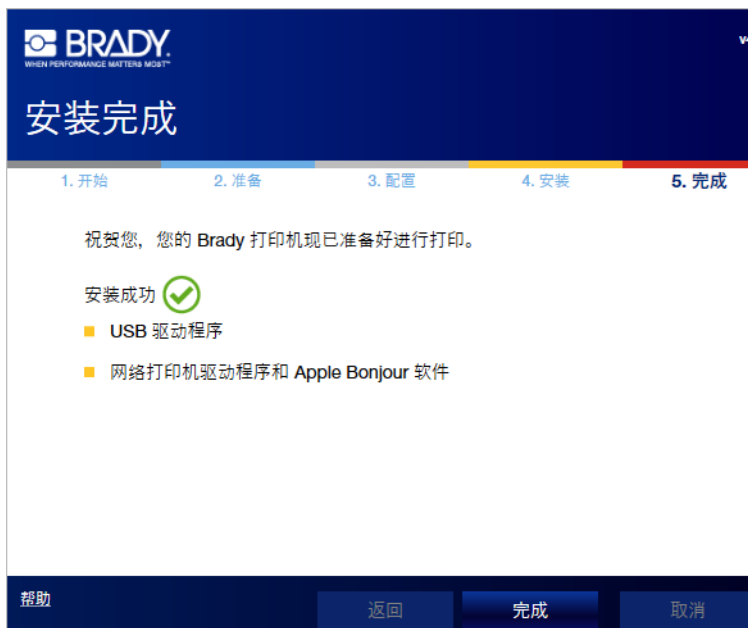 BRADY.
WHEN PERFORMANCE MATTERS MOST™
安装完成
1. 开始
2. 准备
3. 配置
4. 安装
5. 完成
祝贺您，您的 Brady 打印机现已准备好进行打印。
安装成功
USB 驱动程序
网络打印机驱动程序和 Apple Bonjour 软件
帮助
返回
完成
取消